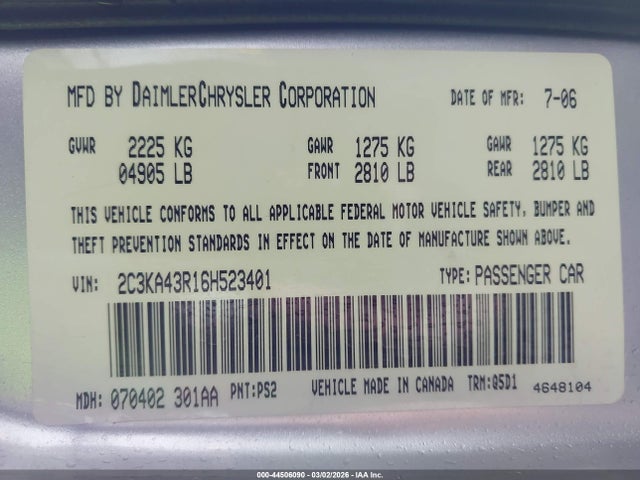 MFD BY DAIMLERCHRYSLER CORPORATION DATE OF MFR: 7-06
GVWR 2225 KG GAWR 1275 KG GAWR 1275 KG
04905 LB FRONT 2810 LB REAR 2810 LB
THIS VEHICLE CONFORMS TO ALL APPLICABLE FEDERAL MOTOR VEHICLE SAFETY, BUMPER AND
THEFT PREVENTION STANDARDS IN EFFECT ON THE DATE OF MANUFACTURE SHOWN ABOVE.
VIN: 2C3KA43R16H523401 TYPE: PASSENGER CAR
MDH: 070402 301AA PNT:PS2 VEHICLE MADE IN CANADA TRM:Q5D1 4648104
000-44506090 - 03/02/2026 - IAA Inc.